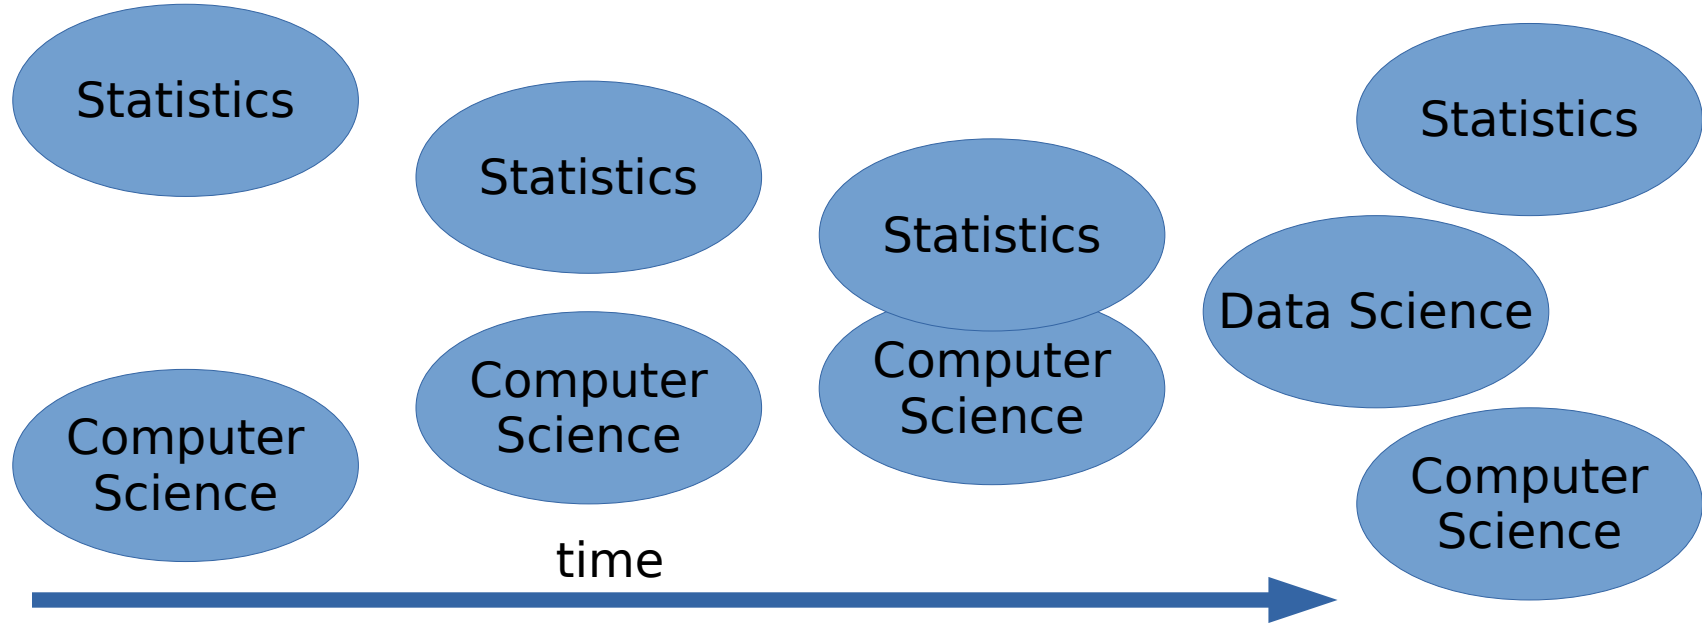 Statistics
Computer
Science
Statistics
Computer
Science
Statistics
Computer
Science
Data Science
Statistics
Computer
Science
time